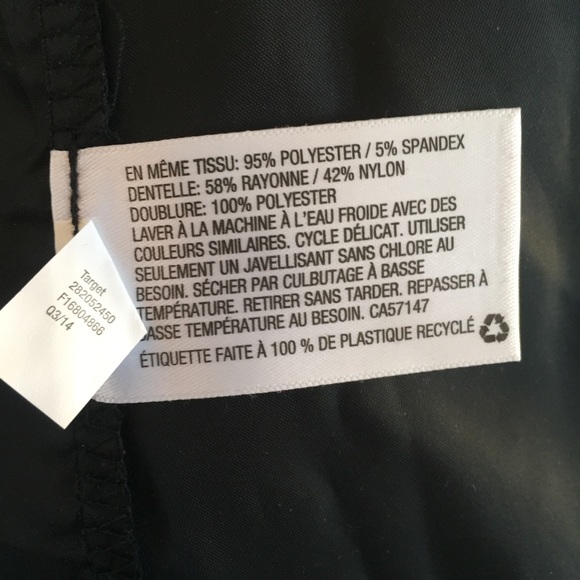 EN MÊME TISSU: 95% POLYESTER / 5% SPANDEX
DENTELLE: 58% RAYONNE / 42% NYLON
DOUBLURE: 100% POLYESTER
LAVER À LA MACHINE À L'EAU FROIDE AVEC DES
COULEURS SIMILAIRES. CYCLE DÉLICAT. UTILISER
SEULEMENT UN JAVELLISANT SANS CHLORE AU
BESOIN. SÉCHER PAR CULBUTAGE À BASSE
TEMPÉRATURE. RETIRER SANS TARDER. REPASSER À
BASSE TEMPÉRATURE AU BESOIN. CA57147
ÉTIQUETTE FAITE À 100 % DE PLASTIQUE RECYCLÉ
Target
282052450
F16804866
Q3/14